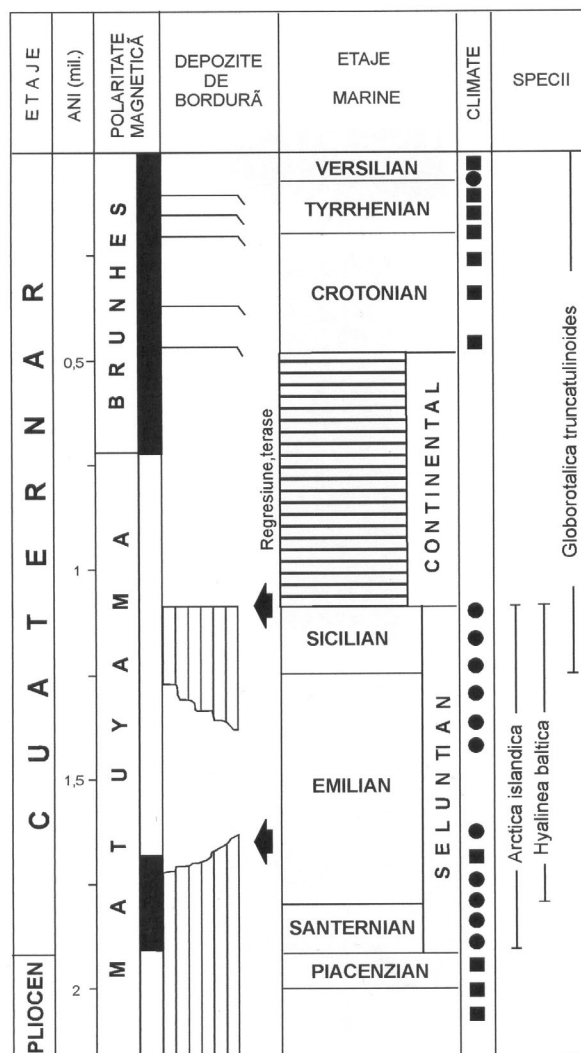 ETAJE
ANI (mil.)
POLARITATE
MAGNETICĂ
DEPOZITE
DE
BORDURĂ
ETAJE
MARINE
CLIMATE
SPECII
CUATERNAR
PLIOCEN
0,5
1
1,5
2
BRUNHES
MATUYAMA
Regresiune,terase
VERSILIAN
TYRRHENIAN
CROTONIAN
CONTINENTAL
SICILIAN
EMILIAN
SANTERNIAN
SELUNTIAN
PIACENZIAN
Arctica islandica
Hyalinea baltica
Globorotalica truncatulinoides